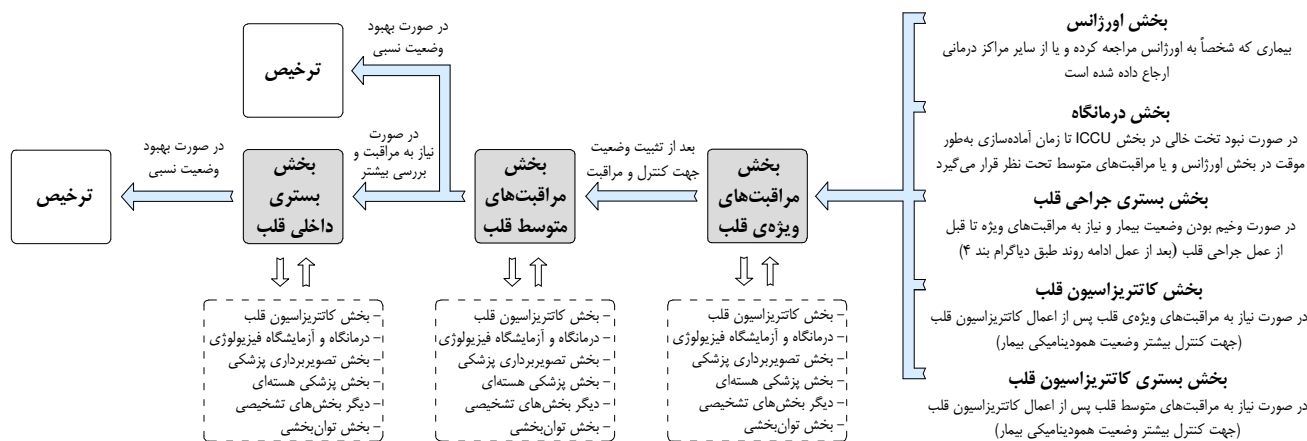 بخش اورژانس
بیماری که شخصاً به اورژانس مراجعه کرده و یا از سایر مراکز درمانی
ارجاع داده شده است
بخش درمانگاه
در صورت نبود تخت خالی در بخش ICCU تا زمان آماده‌سازی به‌طور
موقت در بخش اورژانس و یا مراقبت‌های متوسط تحت نظر قرار می‌گیرد
بخش بستری جراحی قلب
در صورت وخیم بودن وضعیت بیمار و نیاز به مراقبت‌های ویژه تا قبل
از عمل جراحی قلب (بعد از عمل ادامه روند طبق دیاگرام بند ۴)
بخش کاتتریزاسیون قلب
در صورت نیاز به مراقبت‌های ویژه‌ی قلب پس از اعمال کاتتریزاسیون قلب
(جهت کنترل بیشتر وضعیت همودینامیکی بیمار)
بخش بستری کاتتریزاسیون قلب
در صورت نیاز به مراقبت‌های متوسط قلب پس از اعمال کاتتریزاسیون قلب
(جهت کنترل بیشتر وضعیت همودینامیکی بیمار)
بخش
مراقبت‌های
ویژه‌ی قلب
– بخش کاتتریزاسیون قلب
– درمانگاه و آزمایشگاه فیزیولوژی
– بخش تصویربرداری پزشکی
– بخش پزشکی هسته‌ای
– دیگر بخش‌های تشخیصی
– بخش توان‌بخشی
بعد از تثبیت وضعیت
جهت کنترل و مراقبت
بخش
مراقبت‌های
متوسط قلب
– بخش کاتتریزاسیون قلب
– درمانگاه و آزمایشگاه فیزیولوژی
– بخش تصویربرداری پزشکی
– بخش پزشکی هسته‌ای
– دیگر بخش‌های تشخیصی
– بخش توان‌بخشی
در صورت بهبود
وضعیت نسبی
ترخیص
در صورت
نیاز به مراقبت و
بررسی بیشتر
بخش
بستری
داخلی قلب
– بخش کاتتریزاسیون قلب
– درمانگاه و آزمایشگاه فیزیولوژی
– بخش تصویربرداری پزشکی
– بخش پزشکی هسته‌ای
– دیگر بخش‌های تشخیصی
– بخش توان‌بخشی
در صورت بهبود
وضعیت نسبی
ترخیص